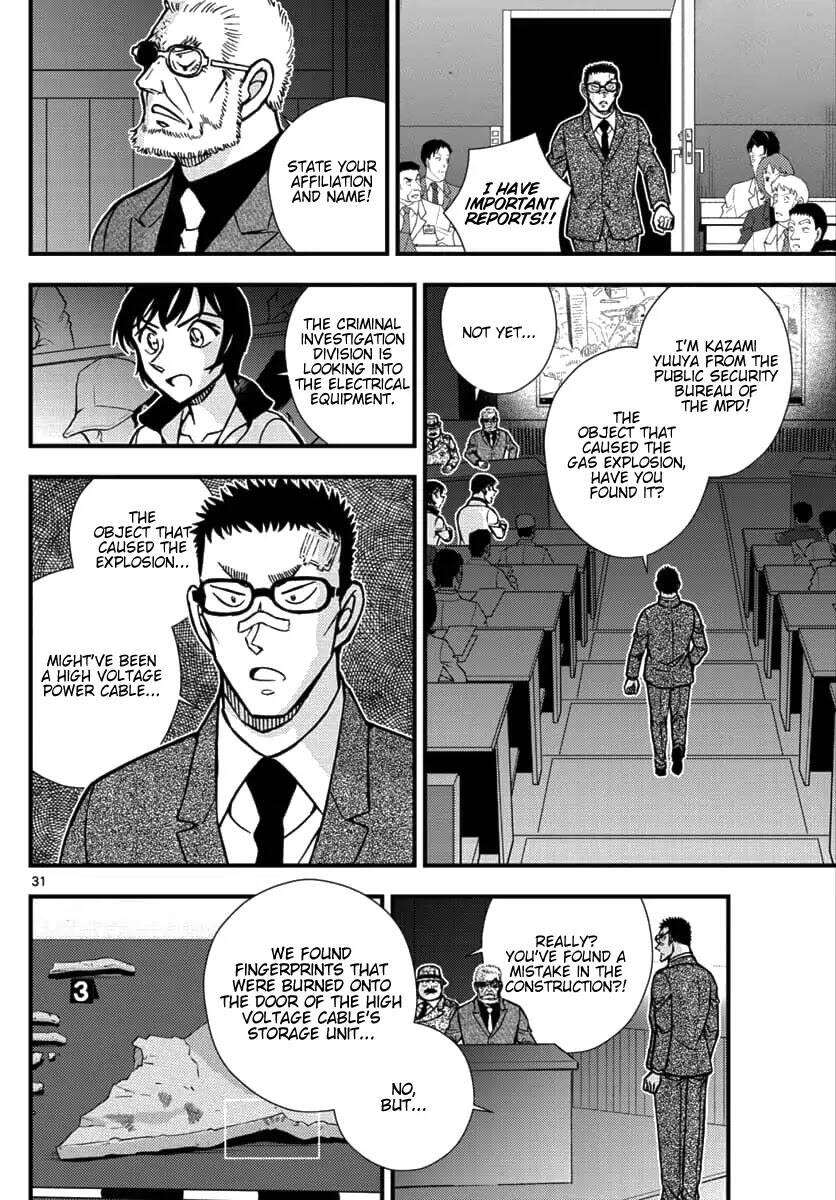 I HAVE
IMPORTANT
REPORTS!!
STATE YOUR
AFFILIATION
AND NAME!
I'M KAZAMI
YUUYA FROM THE
PUBLIC SECURITY
BUREAU OF
THE MPD!
THE
OBJECT THAT
CAUSED THE
GAS EXPLOSION,
HAVE YOU
FOUND IT?
NOT YET...
THE CRIMINAL
INVESTIGATION
DIVISION
IS LOOKING INTO
THE ELECTRICAL
EQUIPMENT.
THE
OBJECT THAT
CAUSED THE
EXPLOSION...
MIGHT'VE BEEN
A HIGH VOLTAGE
POWER CABLE...
31
REALLY?
YOU'VE FOUND A
MISTAKE IN THE
CONSTRUCTION?!
NO,
BUT...
WE FOUND
FINGERPRINTS THAT
WERE BURNED ONTO
THE DOOR OF THE HIGH
VOLTAGE CABLE'S
STORAGE UNIT...
3